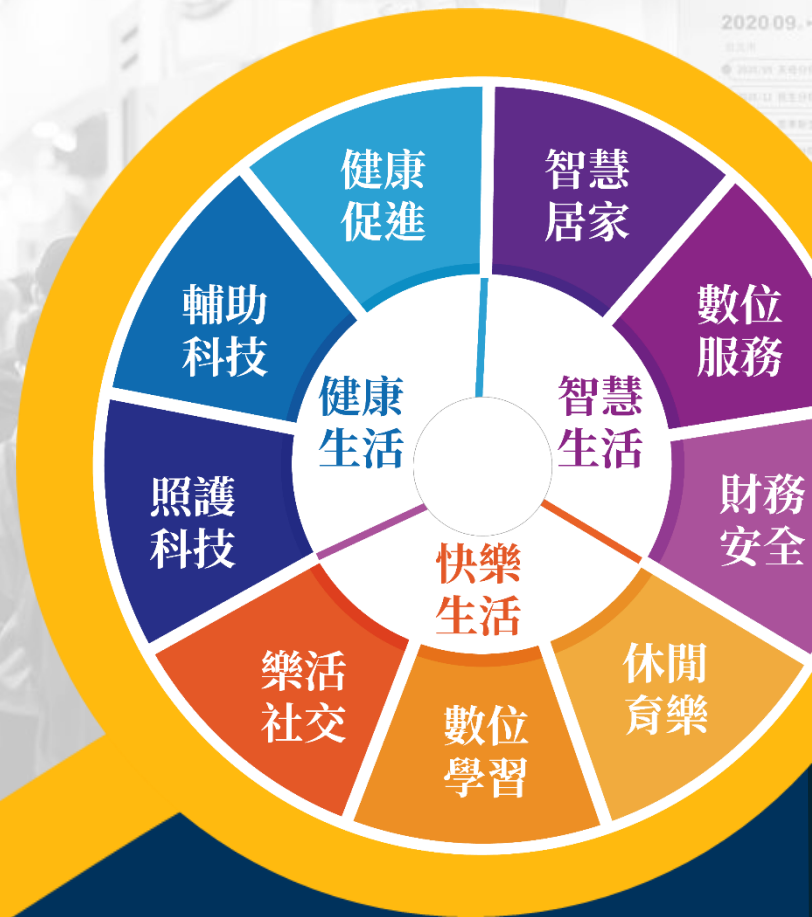 2020 09
健康
促進
智慧
居家
輔助
科技
數位
服務
健康
生活
智慧
生活
照護
科技
財務
安全
快樂
生活
樂活
社交
數位
學習
休閒
育樂